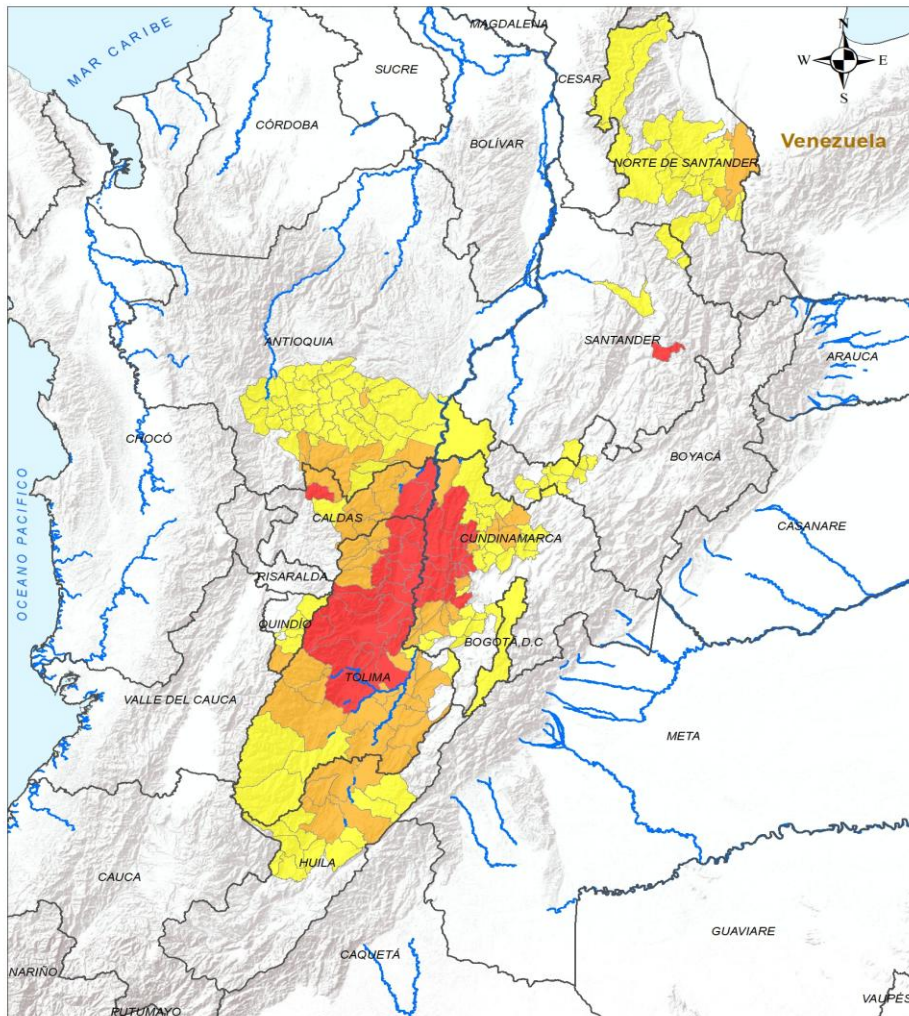 MAGDALENA
MAR CARIBE
N
W
E
S
SUCRE
CESAR
CÓRDOBA
BOLÍVAR
Venezuela
NORTE DE SANTANDER
ANTIOQUIA
SANTANDER
ARAUCA
CHOCÓ
BOYACÁ
OCEANO PACIFICO
CALDAS
CASANARE
CUNDINAMARCA
RISARALDA
QUINDÍO
BOGOTÁ,D.C
TOLIMA
VALLE DEL CAUCA
META
HUILA
CAUCA
GUAVIARE
CAQUETÁ
NARIÑO
VAUPÉS
PUTUMAYO